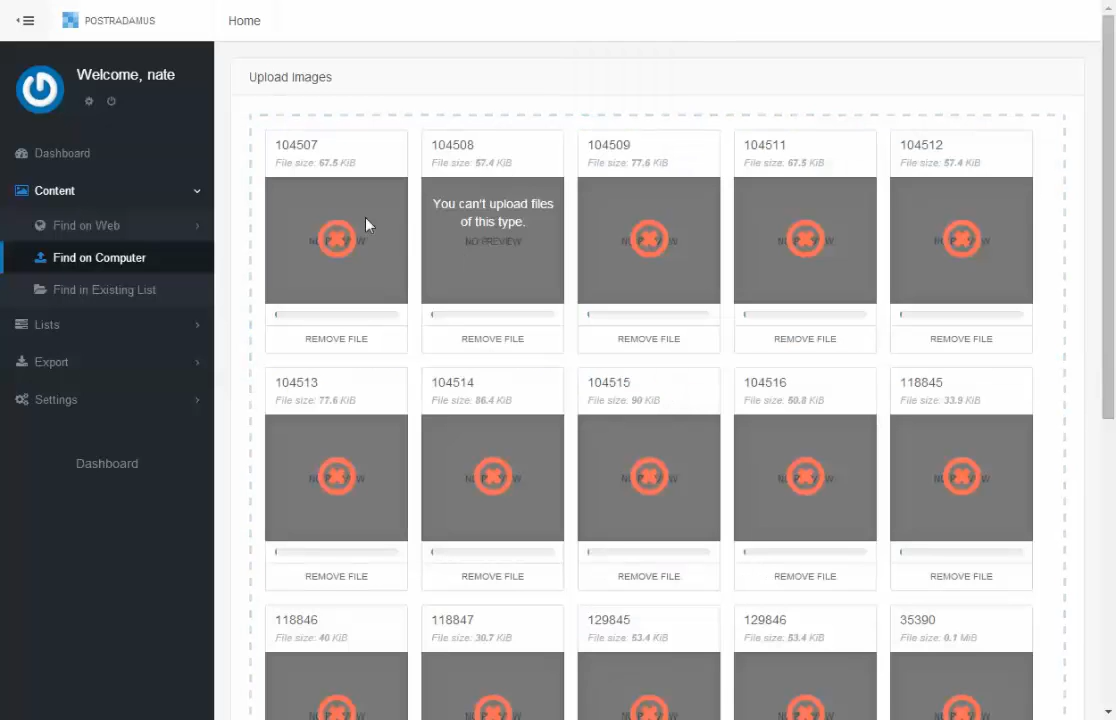 POSTRADAMUS
Home
Welcome, nate
Dashboard
Content
Find on Web
Find on Computer
Find in Existing List
Lists
Export
Settings
Dashboard
Upload Images
104507
File size: 67.5 KiB
REMOVE FILE
104508
File size: 57.4 KiB
You can't upload files
of this type.
NO PREVIEW
REMOVE FILE
104509
File size: 77.6 KiB
REMOVE FILE
104511
File size: 67.5 KiB
REMOVE FILE
104512
File size: 57.4 KiB
REMOVE FILE
104513
File size: 77.6 KiB
REMOVE FILE
104514
File size: 86.4 KiB
REMOVE FILE
104515
File size: 90 KiB
REMOVE FILE
104516
File size: 50.8 KiB
REMOVE FILE
118845
File size: 33.9 KiB
REMOVE FILE
118846
File size: 40 KiB
118847
File size: 30.7 KiB
129845
File size: 53.4 KiB
129846
File size: 53.4 KiB
35390
File size: 0.1 MiB